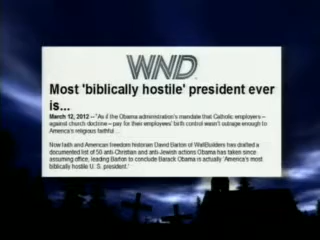 WND
Most 'biblically hostile' president ever
is...
March 12, 2012 – "As if the Obama administration's mandate that Catholic employers –
against church doctrine – pay for their employees' birth control wasn't outrage enough to
America's religious faithful ...
Now faith and American freedom historian David Barton of WallBuilders has drafted a
documented list of 50 anti-Christian and anti-Jewish actions Obama has taken since
assuming office, leading Barton to conclude Barack Obama is actually 'America's most
biblically hostile U. S. president.'